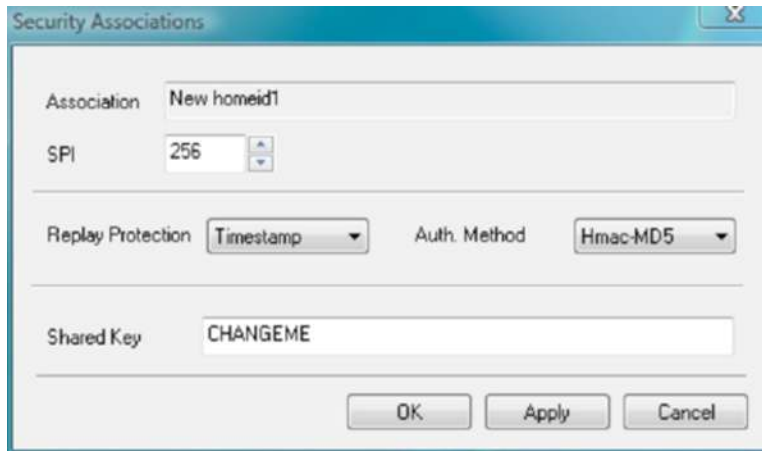 Security Associations
Association New homeid1
SPI 256
Replay Protection Timestamp Auth. Method Hmac-MD5
Shared Key CHANGEME
OK Apply Cancel